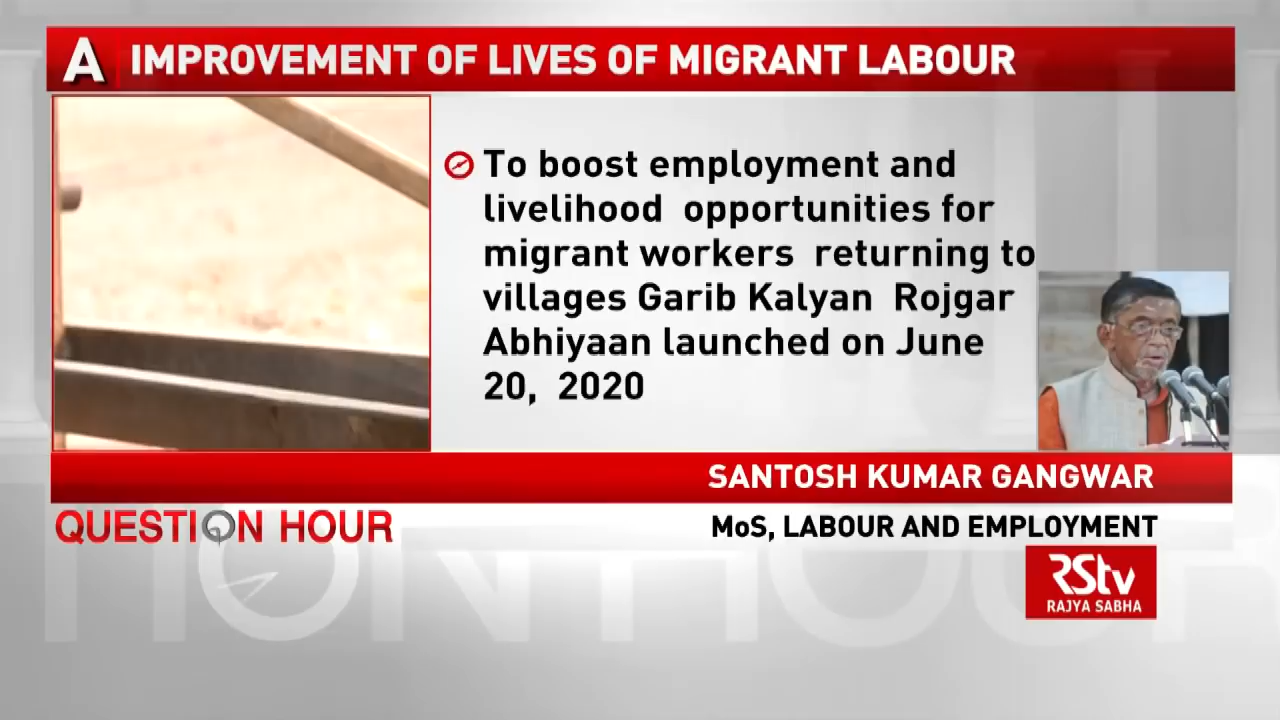 A IMPROVEMENT OF LIVES OF MIGRANT LABOUR
To boost employment and
livelihood opportunities for
migrant workers returning to
villages Garib Kalyan Rojgar
Abhiyaan launched on June
20, 2020
SANTOSH KUMAR GANGWAR
QUESTION HOUR
MoS, LABOUR AND EMPLOYMENT
RStv
RAJYA SABHA